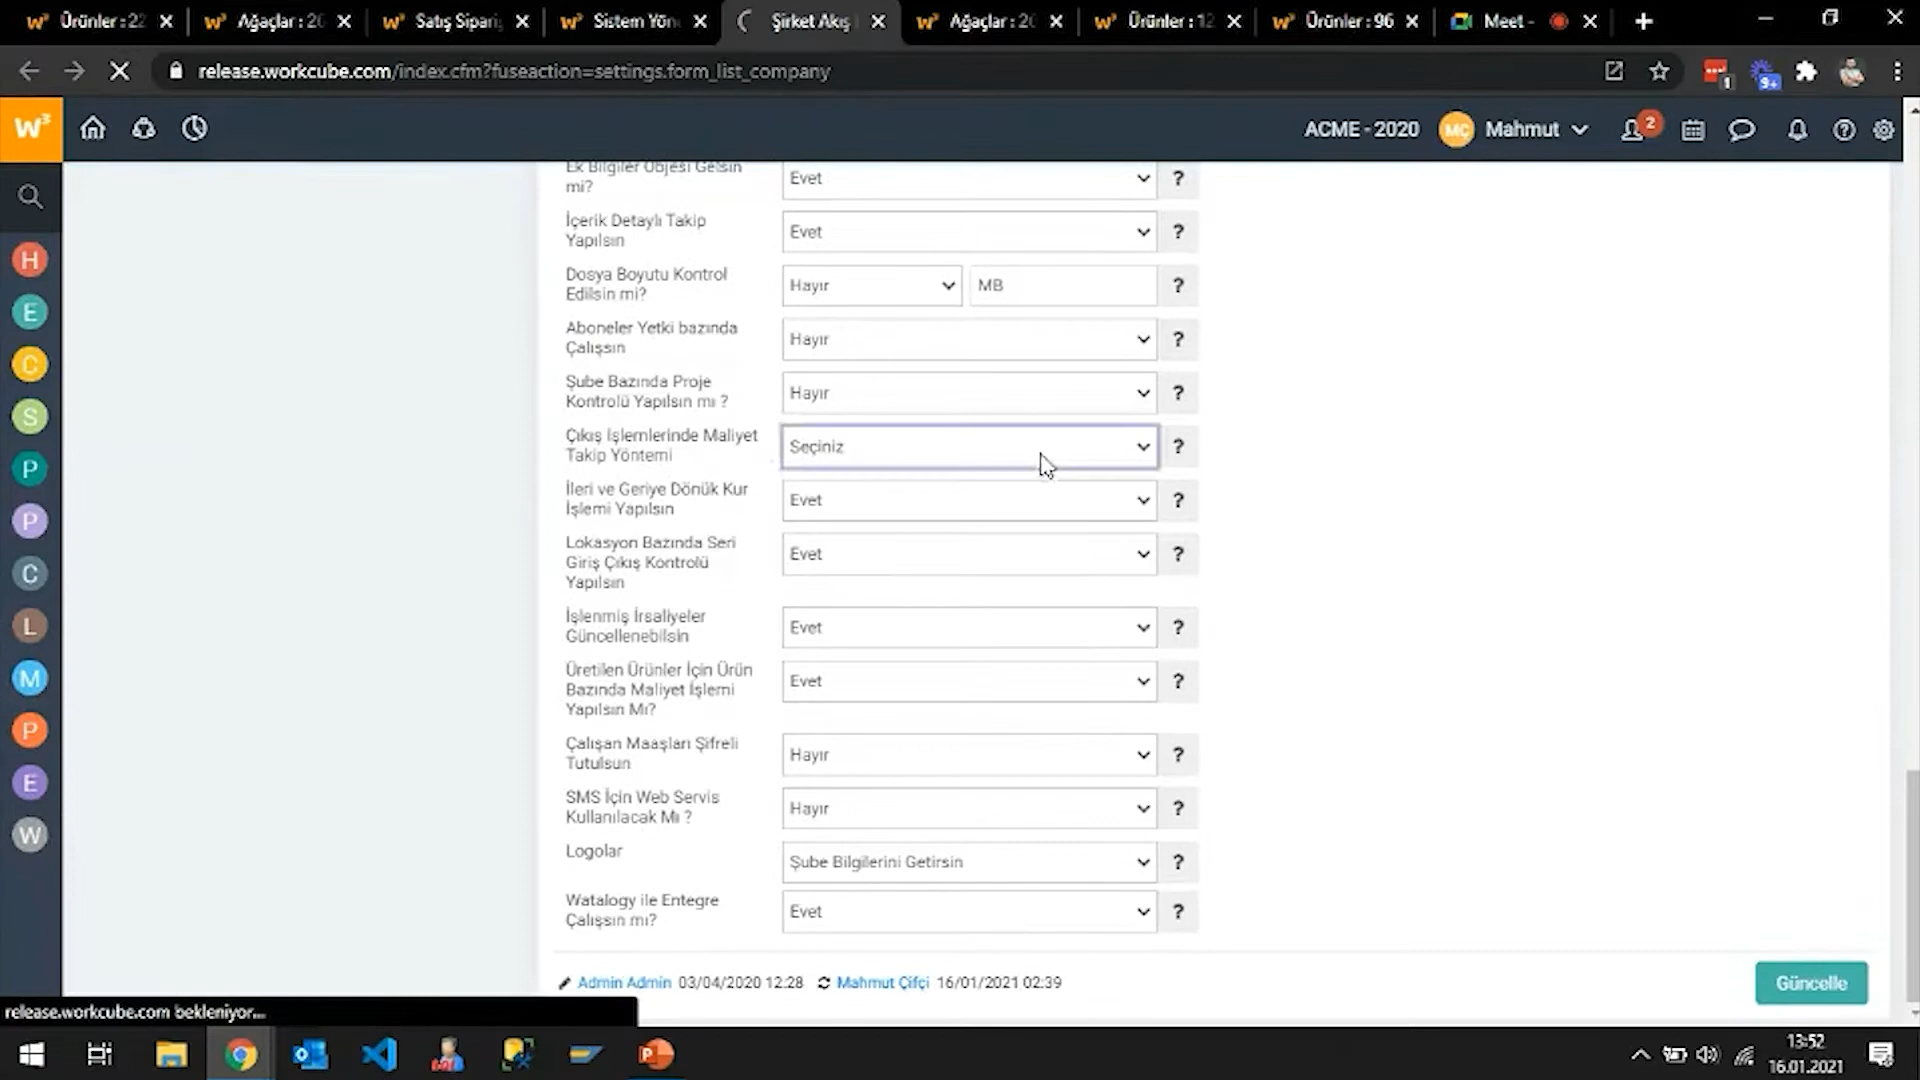 Ürünler : 22
Ağaçlar : 20
Satış Sipari
Sistem Yön
Şirket Akış
Ağaçlar : 20
Ürünler : 12
Ürünler : 96
Meet -
release.workcube.com/index.cfm?fuseaction=settings.form_list_company
1
9+
W3
ACME - 2020
MÇ
Mahmut
2
Ek Bilgiler Objesi Gelsin
mi?
Evet
?
İçerik Detaylı Takip
Yapılsın
Evet
?
Dosya Boyutu Kontrol
Edilsin mi?
Hayır
MB
?
Aboneler Yetki bazında
Çalışsın
Hayır
?
Şube Bazında Proje
Kontrolü Yapılsın mı ?
Hayır
?
Çıkış İşlemlerinde Maliyet
Takip Yöntemi
Seçiniz
?
İleri ve Geriye Dönük Kur
İşlemi Yapılsın
Evet
?
Lokasyon Bazında Seri
Giriş Çıkış Kontrolü
Yapılsın
Evet
?
İşlenmiş İrsaliyeler
Güncellenebilsin
Evet
?
Üretilen Ürünler İçin Ürün
Bazında Maliyet İşlemi
Yapılsın Mı?
Evet
?
Çalışan Maaşları Şifreli
Tutulsun
Hayır
?
SMS İçin Web Servis
Kullanılacak Mı ?
Hayır
?
Logolar
Şube Bilgilerini Getirsin
?
Watalogy ile Entegre
Çalışsın mı?
Evet
?
H
E
C
S
P
P
C
L
M
P
E
W
Admin Admin 03/04/2020 12:28 Mahmut Çifçi 16/01/2021 02:39
Güncelle
release.workcube.com bekleniyor...
13:52
16.01.2021